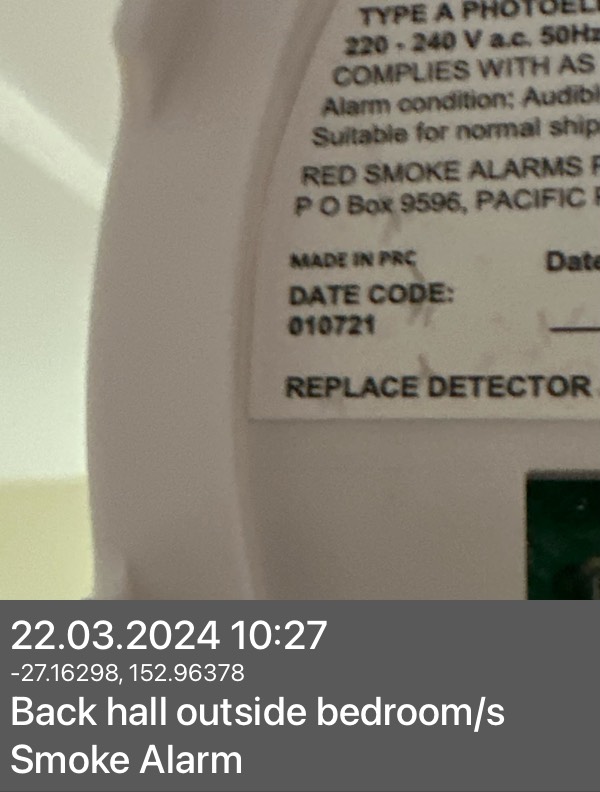 TYPE A PHOTOEL
220 - 240 V a.c. 50Hz
COMPLIES WITH AS
Alarm condition: Audibl
Suitable for normal ship
RED SMOKE ALARMS P
P O Box 9596, PACIFIC
MADE IN PRC
Date
DATE CODE:
010721
REPLACE DETECTOR
22.03.2024 10:27
-27.16298, 152.96378
Back hall outside bedroom/s
Smoke Alarm